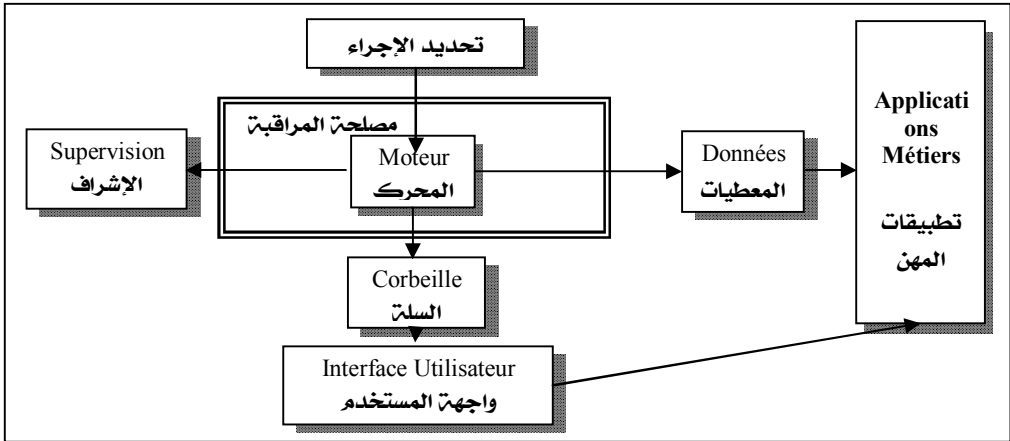 تحديد الإجراء
مصلحة المراقبة
Supervision
الإشراف
Moteur
المحرك
Données
المعطيات
Applicati
ons
Métiers
تطبيقات
المهن
Corbeille
السلة
Interface Utilisateur
واجهة المستخدم